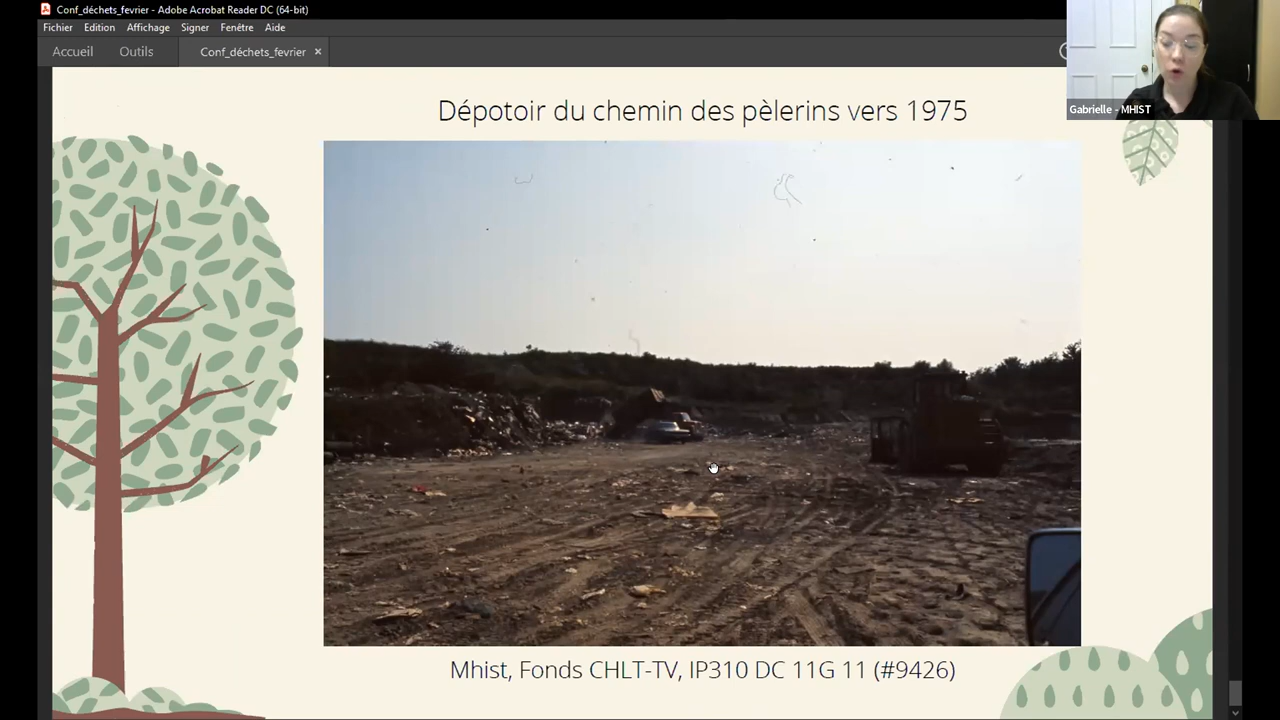 Conf_déchets_fevrier - Adobe Acrobat Reader DC (64-bit)
Fichier Edition Affichage Signer Fenêtre Aide
Accueil Outils Conf_déchets_fevrier ×
Gabrielle - MHIST
Dépotoir du chemin des pèlerins vers 1975
Mhist, Fonds CHLT-TV, IP310 DC 11G 11 (#9426)